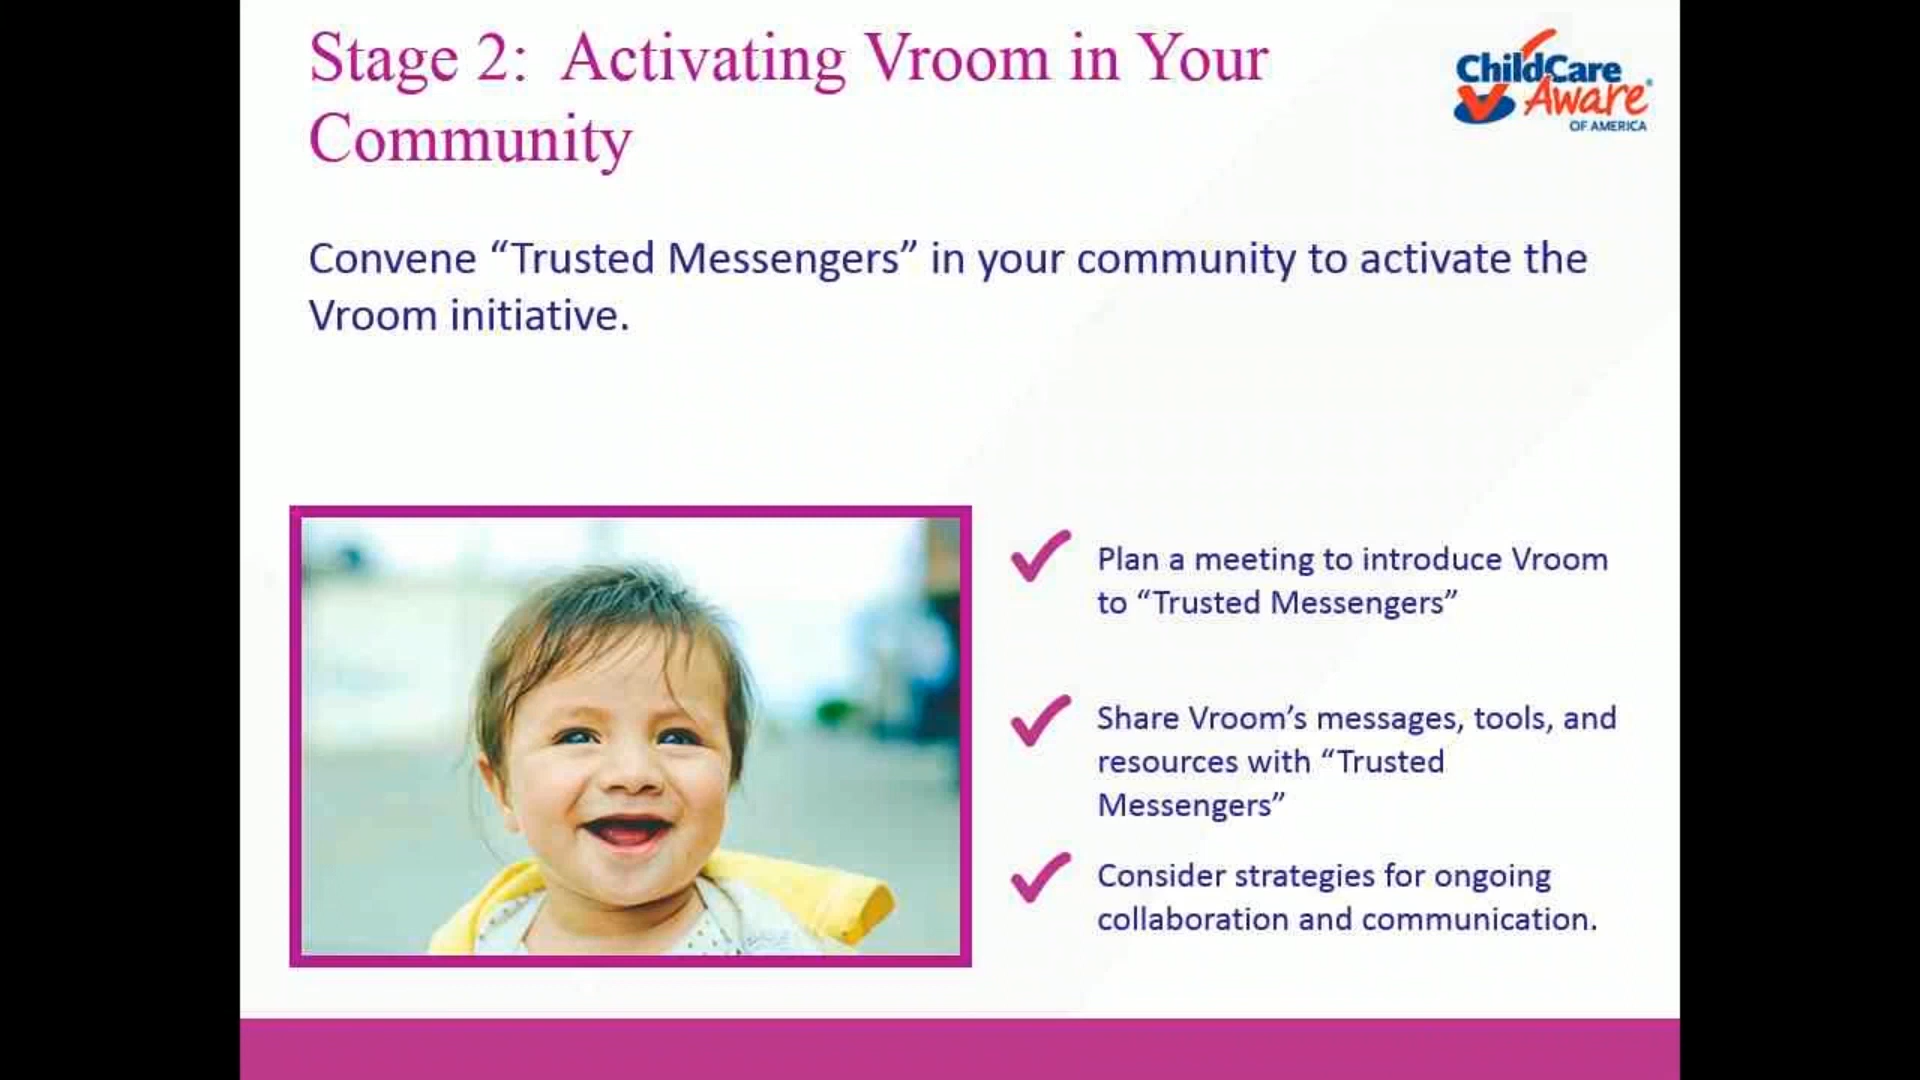 Stage 2: Activating Vroom in Your
Community
ChildCare
Aware®
OF AMERICA
Convene “Trusted Messengers” in your community to activate the
Vroom initiative.
Plan a meeting to introduce Vroom
to “Trusted Messengers”
Share Vroom’s messages, tools, and
resources with “Trusted
Messengers”
Consider strategies for ongoing
collaboration and communication.